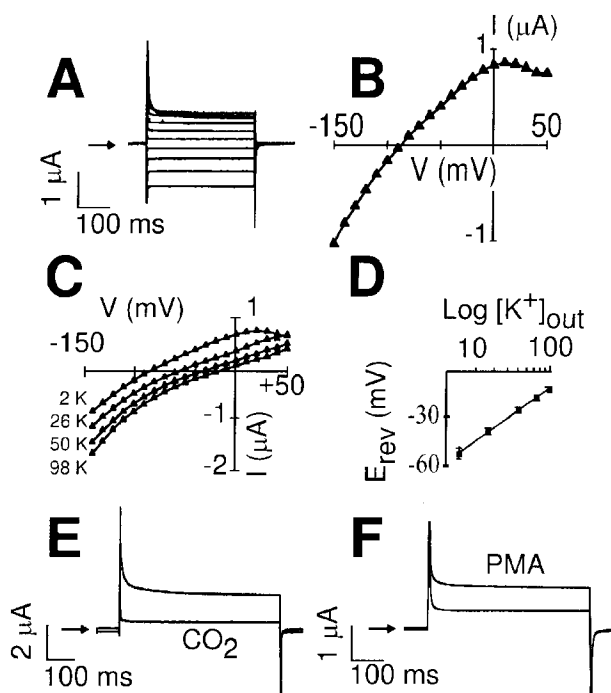 A
1 µA
100 ms
B
I (µA)
1
-150
50
V (mV)
-1
C
V (mV)
1
-150
+50
2 K
26 K
50 K
98 K
-1
-2
I (µA)
D
Log [K+]out
10
100
-30
-60
Erev (mV)
E
2 µA
100 ms
CO2
F
1 µA
100 ms
PMA